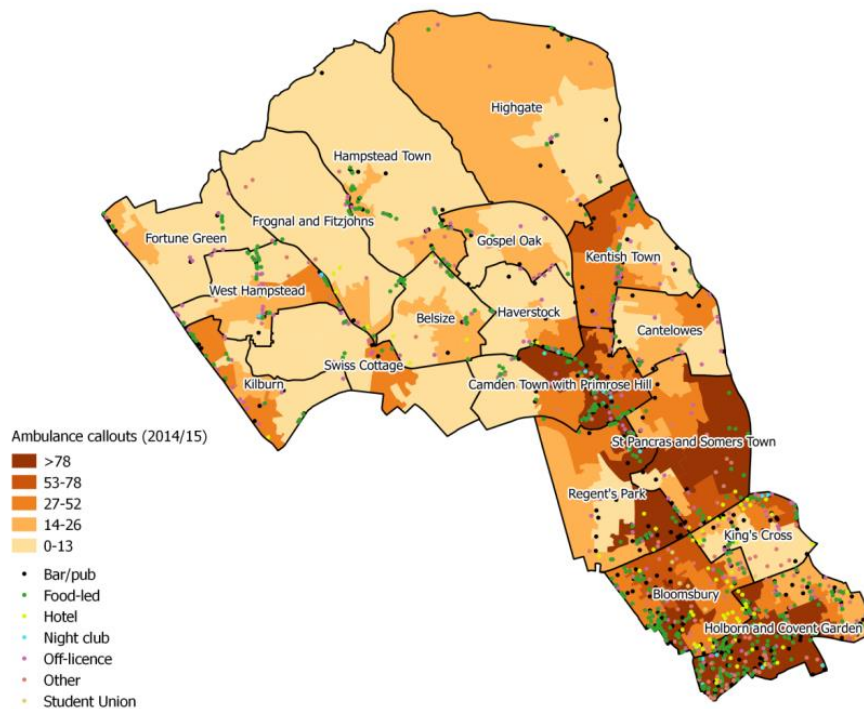 Highgate
Hampstead Town
Fortune Green
Frognal and Fitzjohns
Gospel Oak
Kentish Town
West Hampstead
Belsize
Haverstock
Cantelowes
Swiss Cottage
Kilburn
Camden Town with Primrose Hill
St Pancras and Somers Town
Regent's Park
King's Cross
Bloomsbury
Holborn and Covent Garden
Ambulance callouts (2014/15)
>78
53-78
27-52
14-26
0-13
Bar/pub
Food-led
Hotel
Night club
Off-licence
Other
Student Union